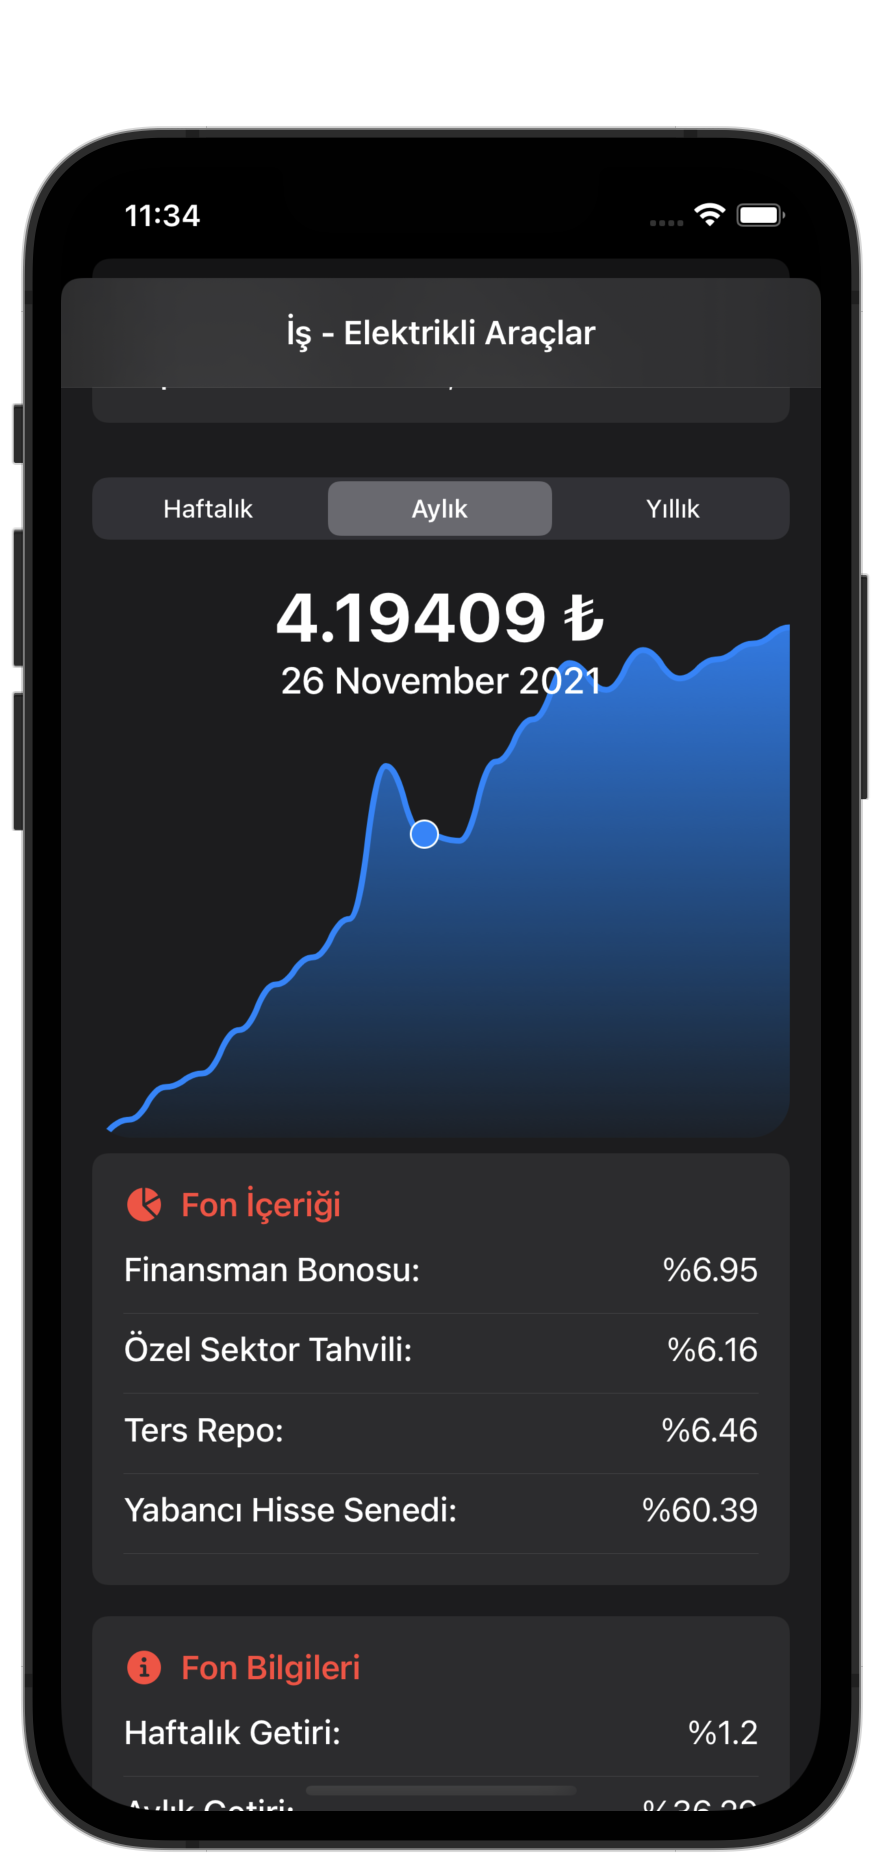 11:34
İş - Elektrikli Araçlar
Haftalık Aylık Yıllık
4.19409 ₺
26 November 2021
Fon İçeriği
Finansman Bonosu: %6.95
Özel Sektor Tahvili: %6.16
Ters Repo: %6.46
Yabancı Hisse Senedi: %60.39
Fon Bilgileri
Haftalık Getiri: %1.2
Aylık Getiri: